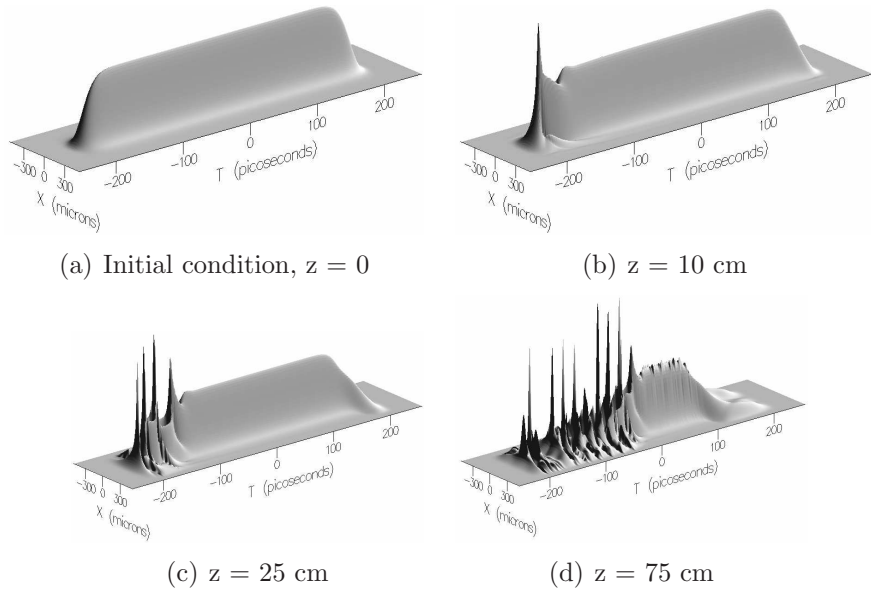 −300
0
300
X (microns)
−200
−100
0
100
200
T (picoseconds)
(a) Initial condition, z = 0
−300
0
300
X (microns)
−200
−100
0
100
200
T (picoseconds)
(b) z = 10 cm
−300
0
300
X (microns)
−200
−100
0
100
200
T (picoseconds)
(c) z = 25 cm
−300
0
300
X (microns)
−200
−100
0
100
200
T (picoseconds)
(d) z = 75 cm